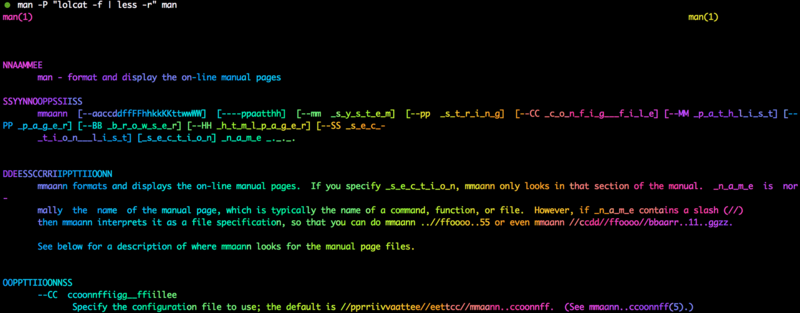 man -P "lolcat -f | less -r" man
man(1) man(1)
NNAAMMEE
man - format and display the on-line manual pages
SSYYNNOOPPSSIISS
mmaann [--aaccddffFFhhkkKKttwwWW] [----ppaatthh] [--mm _s_y_s_t_e_m] [--pp _s_t_r_i_n_g] [--CC _c_o_n_f_i_g___f_i_l_e] [--MM _p_a_t_h_l_i_s_t] [--
PP _p_a_g_e_r] [--BB _b_r_o_w_s_e_r] [--HH _h_t_m_l_p_a_g_e_r] [--SS _s_e_c_-
_t_i_o_n___l_i_s_t] [_s_e_c_t_i_o_n] _n_a_m_e _._._.
DDEESSCCRRIIPPTTIIOONN
mmaann formats and displays the on-line manual pages. If you specify _s_e_c_t_i_o_n, mmaann only looks in that section of the manual. _n_a_m_e is nor
-
mally the name of the manual page, which is typically the name of a command, function, or file. However, if _n_a_m_e contains a slash (//)
then mmaann interprets it as a file specification, so that you can do mmaann ..//ffoooo..55 or even mmaann //ccdd//ffoooo//bbaarr..11..ggzz.
See below for a description of where mmaann looks for the manual page files.
OOPPTTIIOONNSS
--CC ccoonnffiigg__ffiillee
Specify the configuration file to use; the default is //pprriivvaattee//eettcc//mmaann..ccoonnff. (See mmaann..ccoonnff(5).)